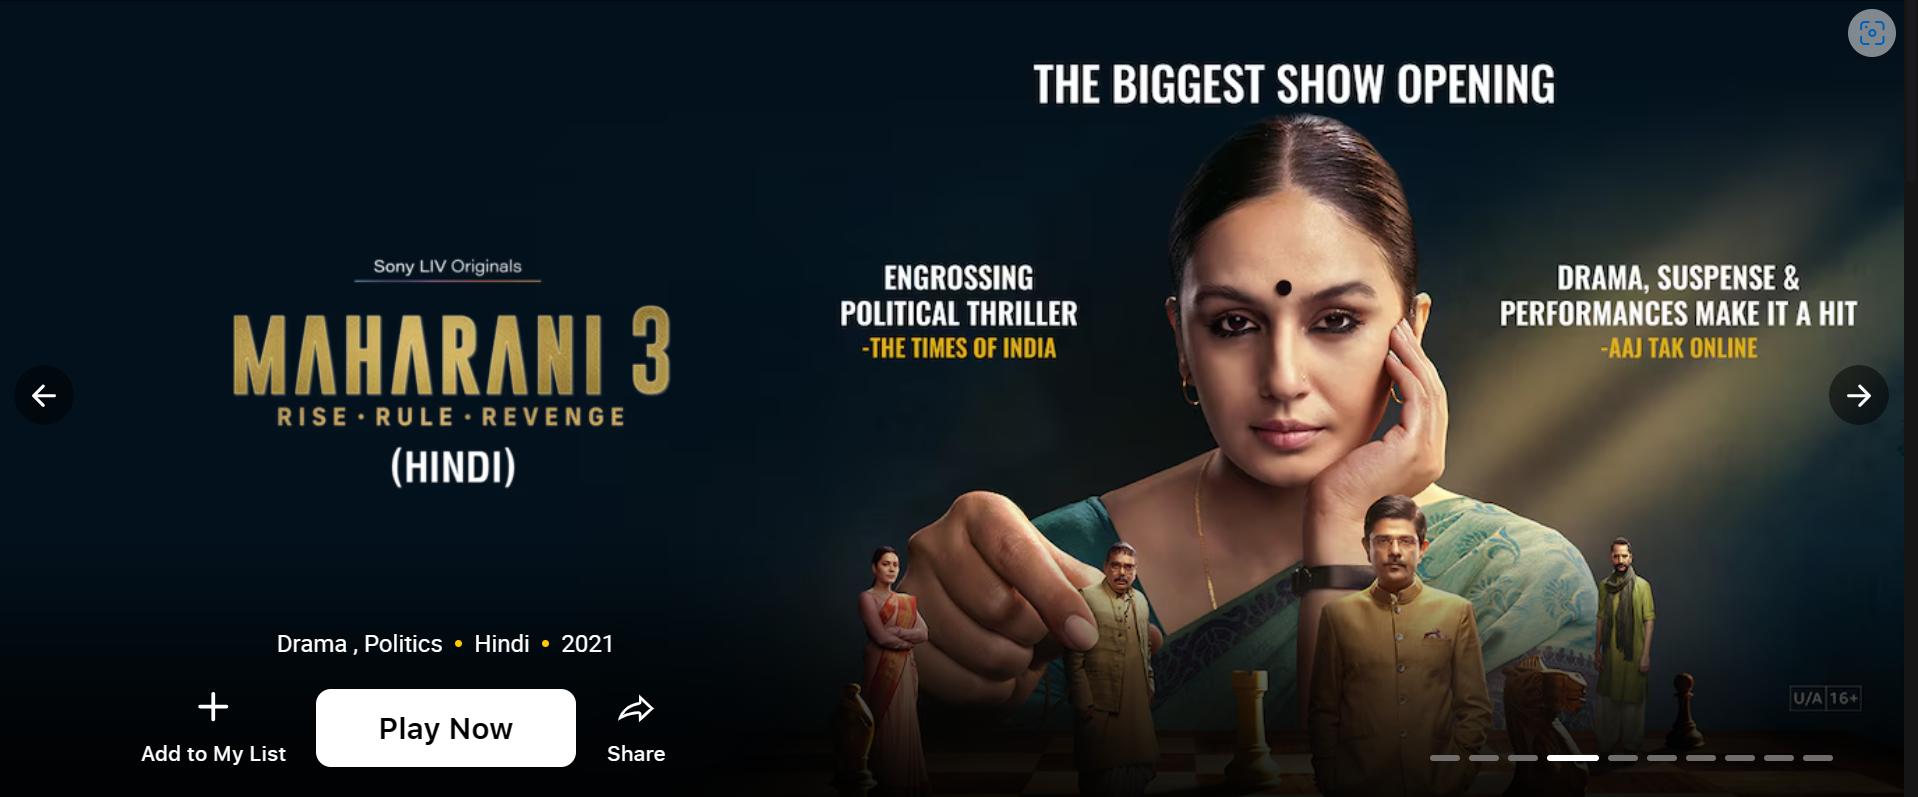 THE BIGGEST SHOW OPENING
Sony LIV Originals
MAHARANI 3
RISE · RULE · REVENGE
(HINDI)
ENGROSSING
POLITICAL THRILLER
-THE TIMES OF INDIA
DRAMA, SUSPENSE &
PERFORMANCES MAKE IT A HIT
-AAJ TAK ONLINE
Drama , Politics • Hindi • 2021
Add to My List
Play Now
Share
U/A 16+